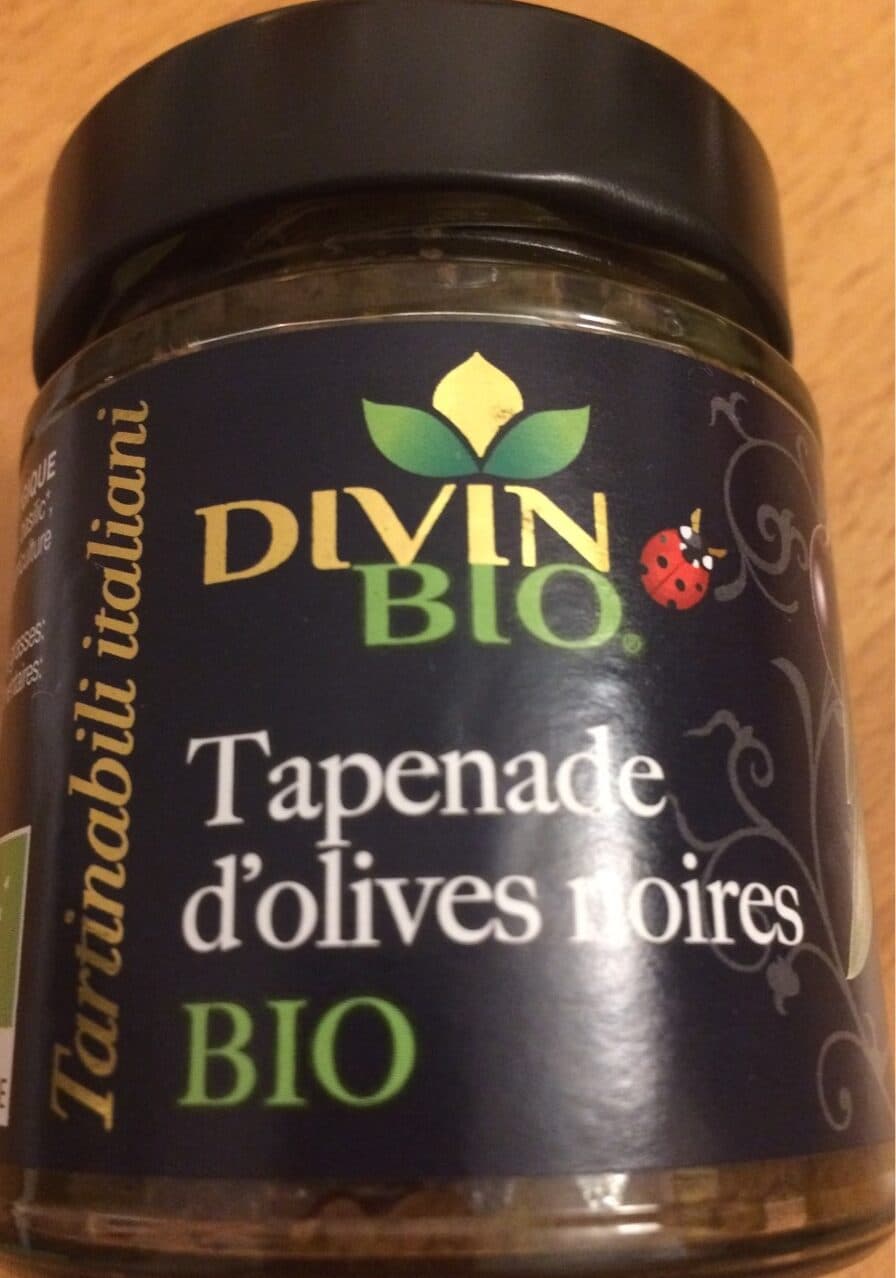 DIVIN
BIO®
Tapenade
d'olives noires
BIO
Tartinabili italiani